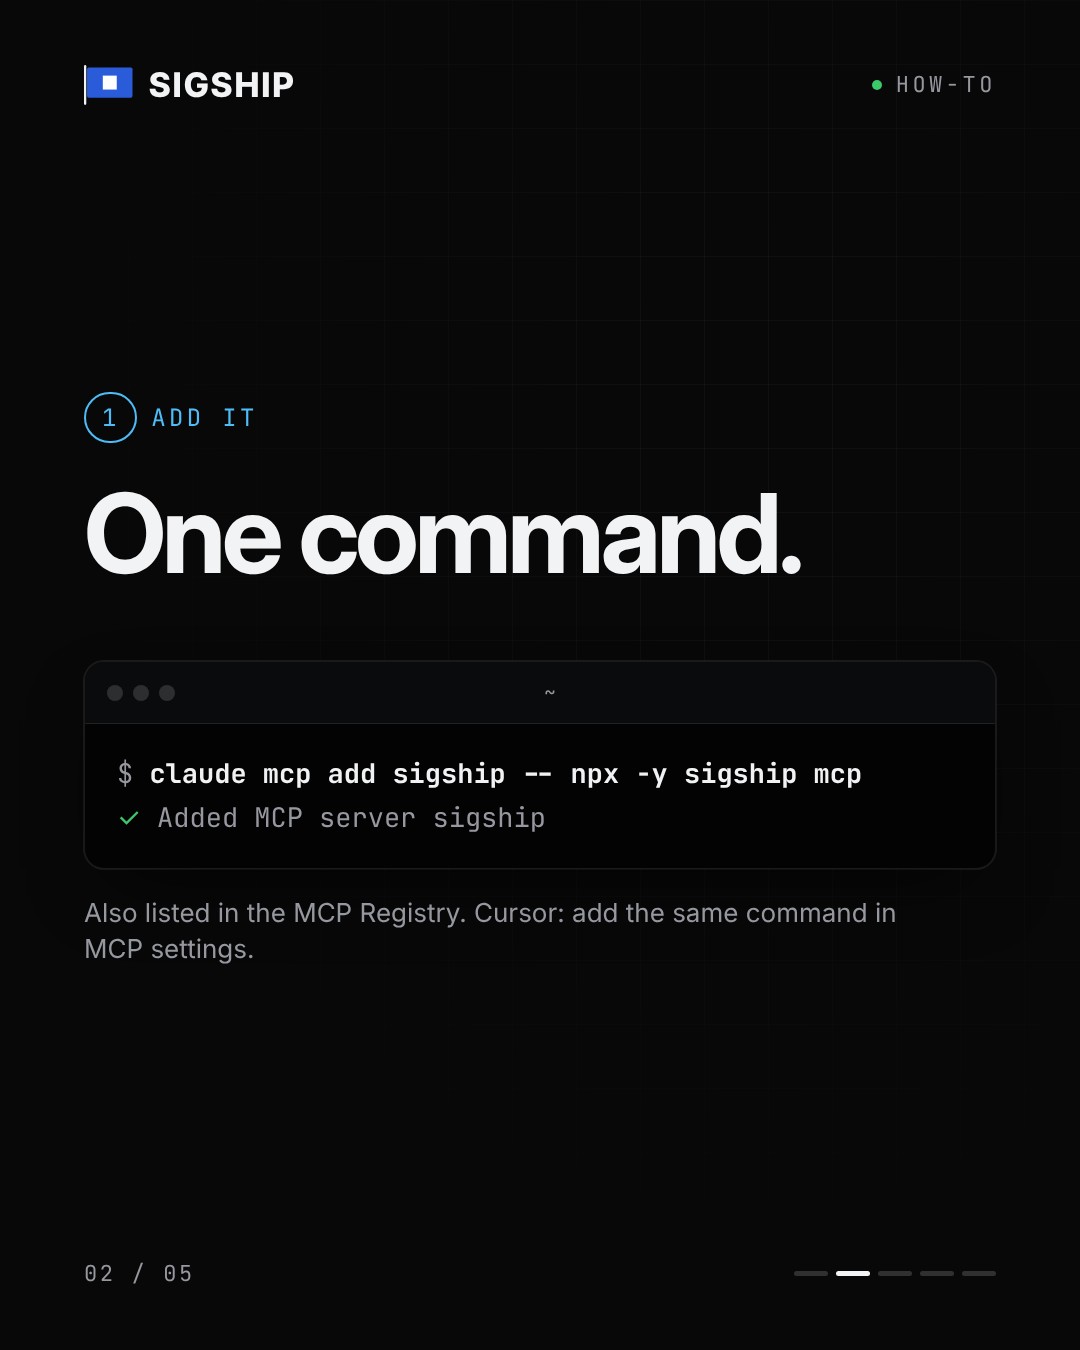 SIGSHIP
HOW-TO
1 ADD IT
One command.
~
$ claude mcp add sigship -- npx -y sigship mcp
✓ Added MCP server sigship
Also listed in the MCP Registry. Cursor: add the same command in
MCP settings.
02 / 05